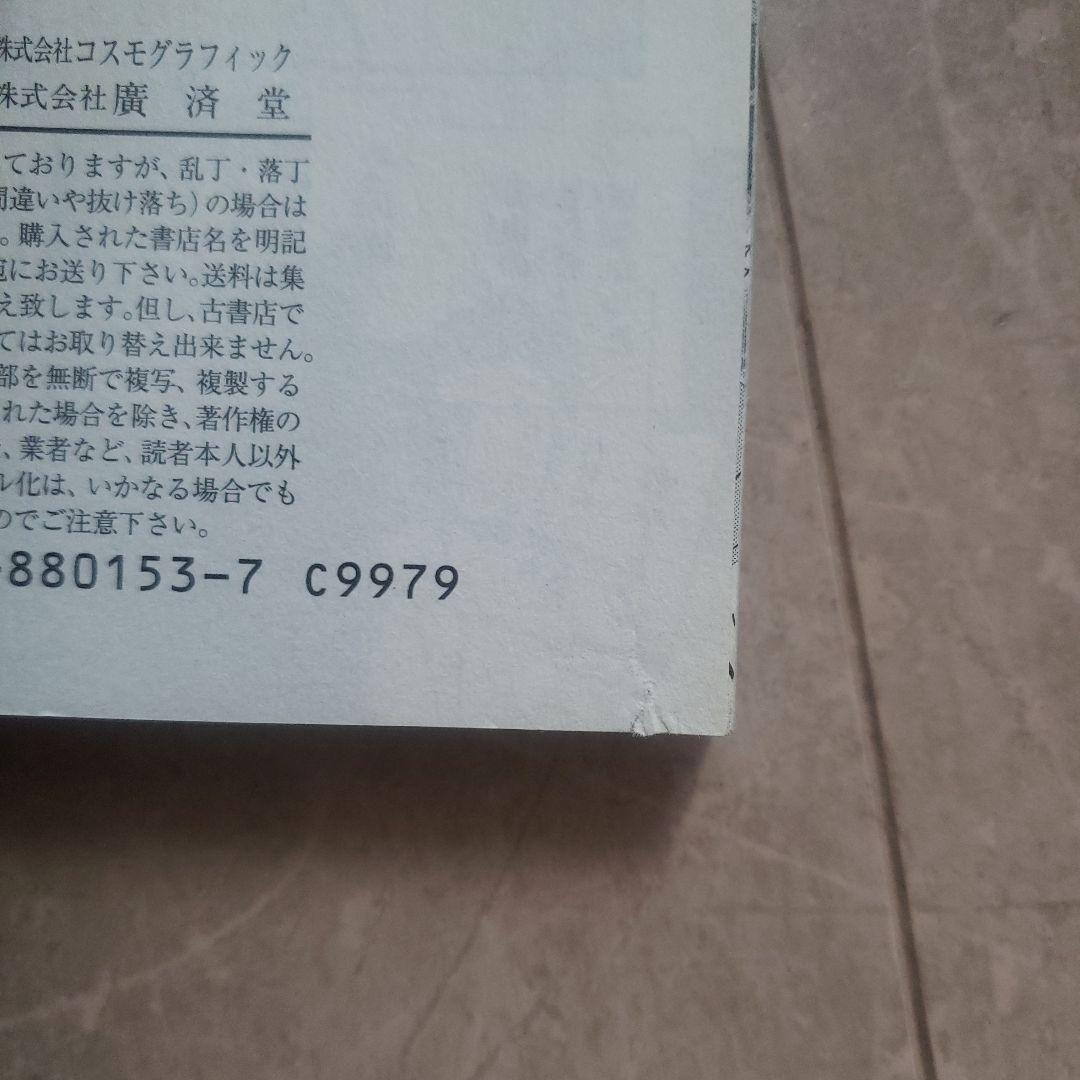 株式会社コスモグラフィック
株式会社廣 済 堂
ておりますが、乱丁・落丁
間違いや抜け落ち)の場合は
。購入された書店名を明記
宛にお送り下さい。送料は集
え致します。但し、古書店で
てはお取り替え出来ません。
部を無断で複写、複製する
れた場合を除き、著作権の
、業者など、読者本人以外
ル化は、いかなる場合でも
のでご注意下さい。
-880153-7 C9979